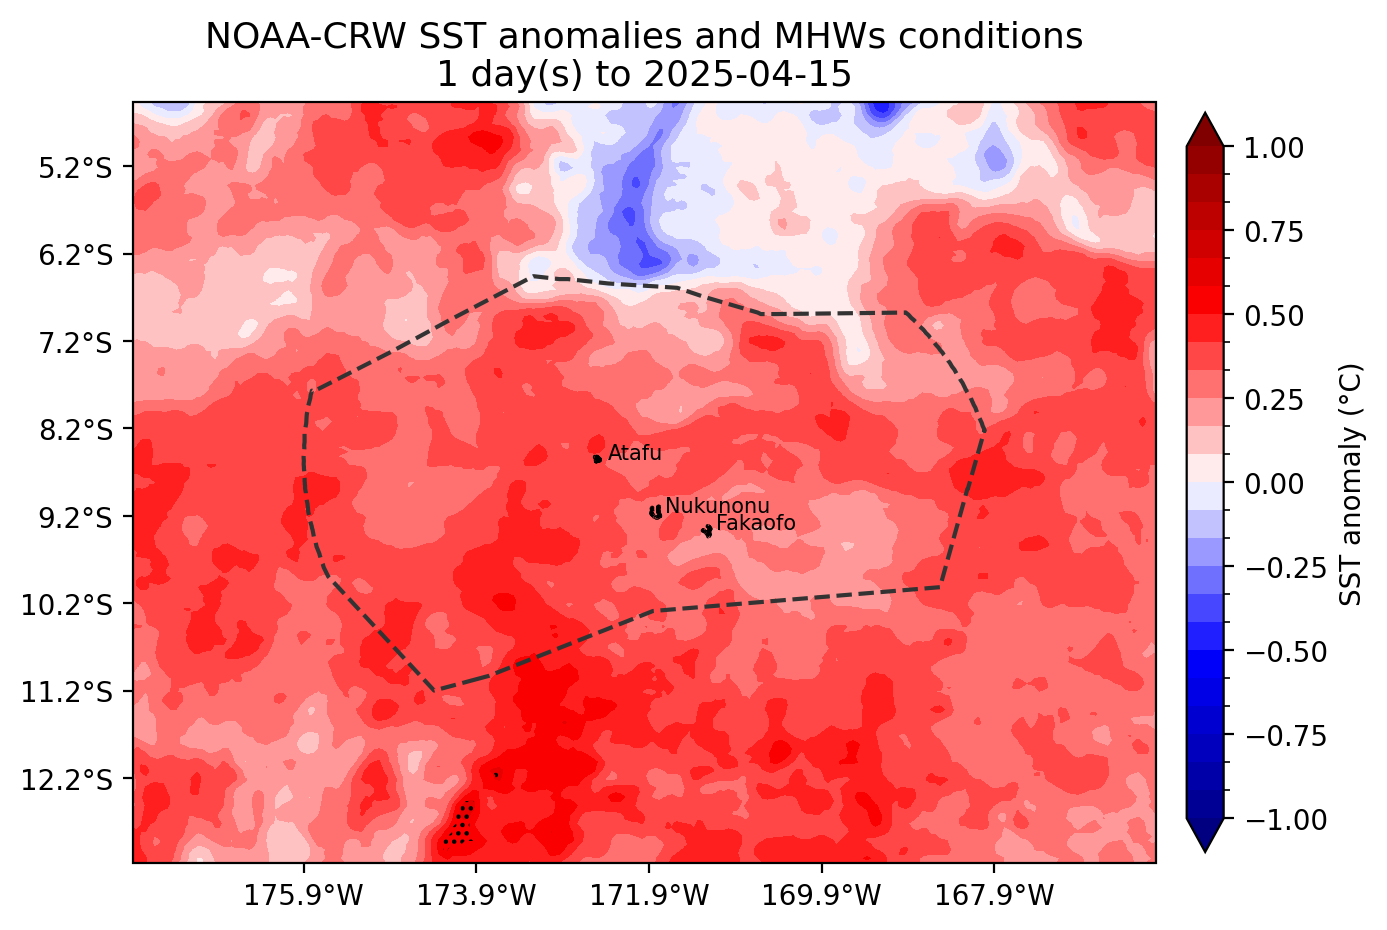 NOAA-CRW SST anomalies and MHWs conditions
1 day(s) to 2025-04-15
5.2°S
6.2°S
7.2°S
8.2°S
9.2°S
10.2°S
11.2°S
12.2°S
Atafu
Nukunonu
Fakaofo
175.9°W
173.9°W
171.9°W
169.9°W
167.9°W
1.00
0.75
0.50
0.25
0.00
−0.25
−0.50
−0.75
−1.00
SST anomaly (°C)